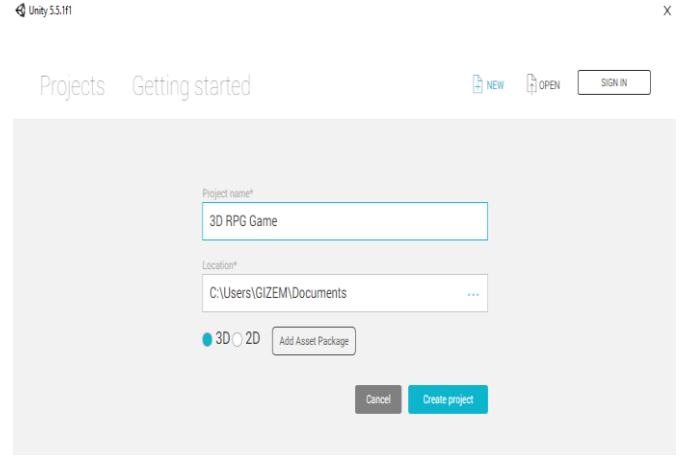 Unity 5.5.1f1
X
Projects Getting started NEW OPEN SIGN IN
Project name*
3D RPG Game
Location*
C:\Users\GIZEM\Documents ...
3D 2D Add Asset Package
Cancel Create project